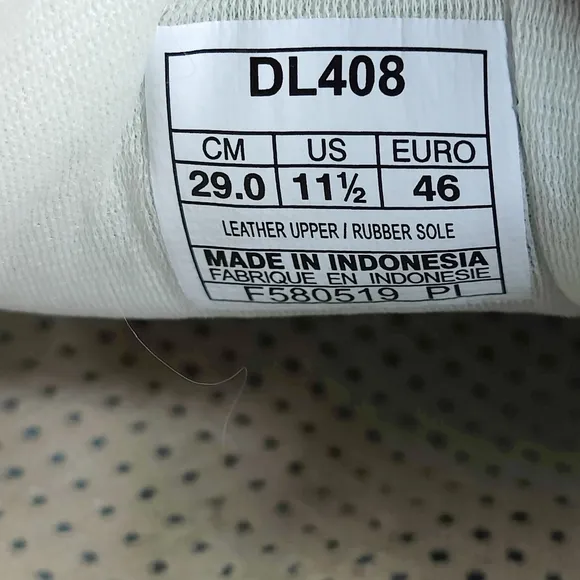 DL408
CM US EURO
29.0 11½ 46
LEATHER UPPER / RUBBER SOLE
MADE IN INDONESIA
FABRIQUE EN INDONESIE
F580519 PI